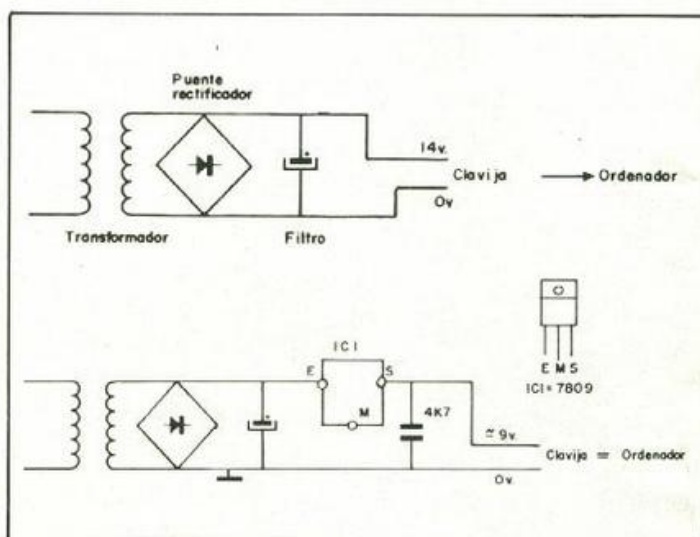 Puente
rectificador
14v.
Clavija Ordenador
0v
Transformador Filtro
E M S
IC1 = 7809
IC1
E S
M
4K7
≃ 9v.
Clavija = Ordenador
0v.